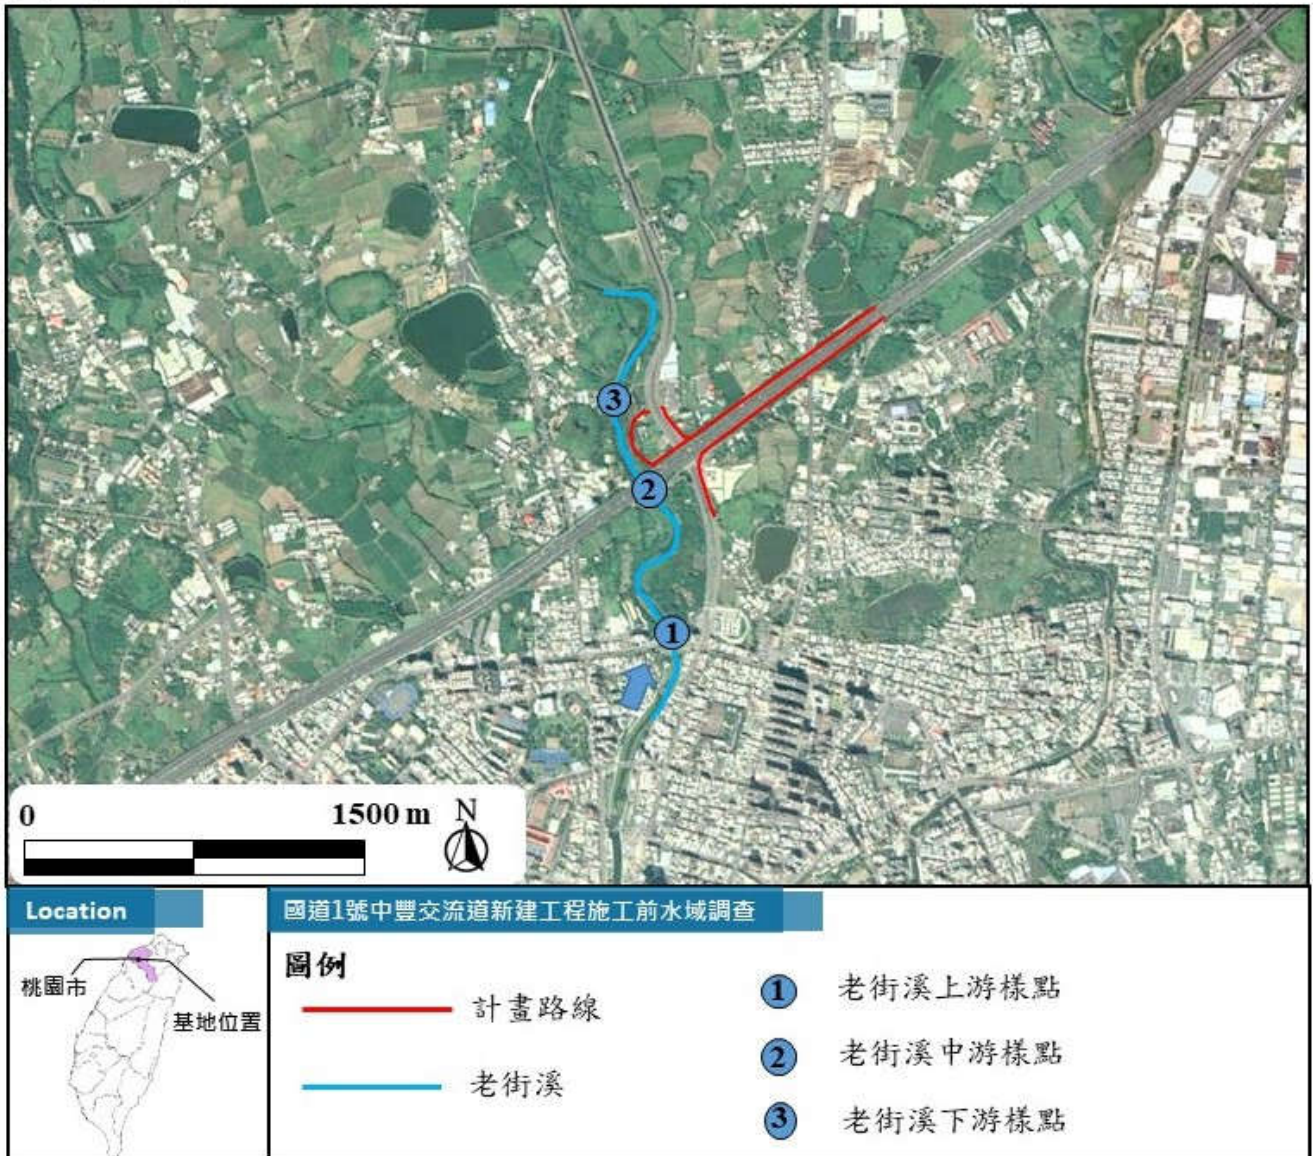 3
2
1
0 1500 m N
Location
國道1號中豐交流道新建工程施工前水域調查
桃園市
基地位置
圖例
計畫路線
老街溪
1 老街溪上游樣點
2 老街溪中游樣點
3 老街溪下游樣點